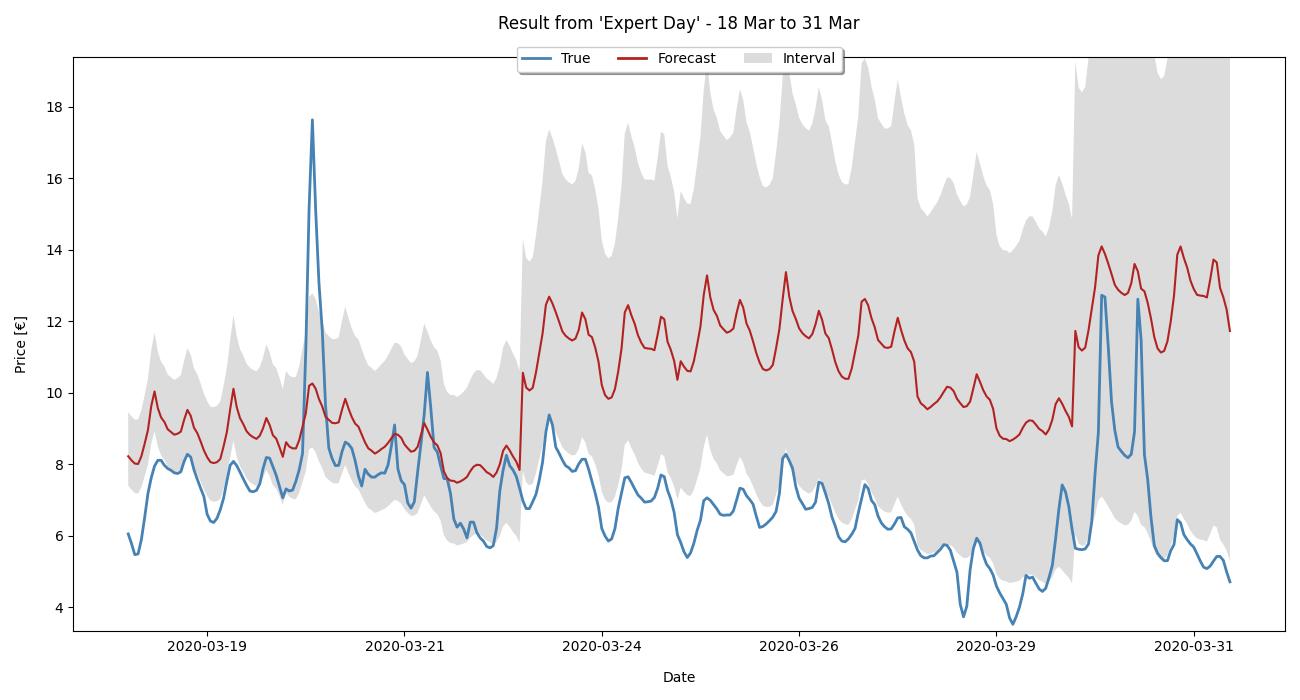 Result from 'Expert Day' - 18 Mar to 31 Mar
True Forecast Interval
Price [€]
18
16
14
12
10
8
6
4
2020-03-19 2020-03-21 2020-03-24 2020-03-26 2020-03-29 2020-03-31
Date